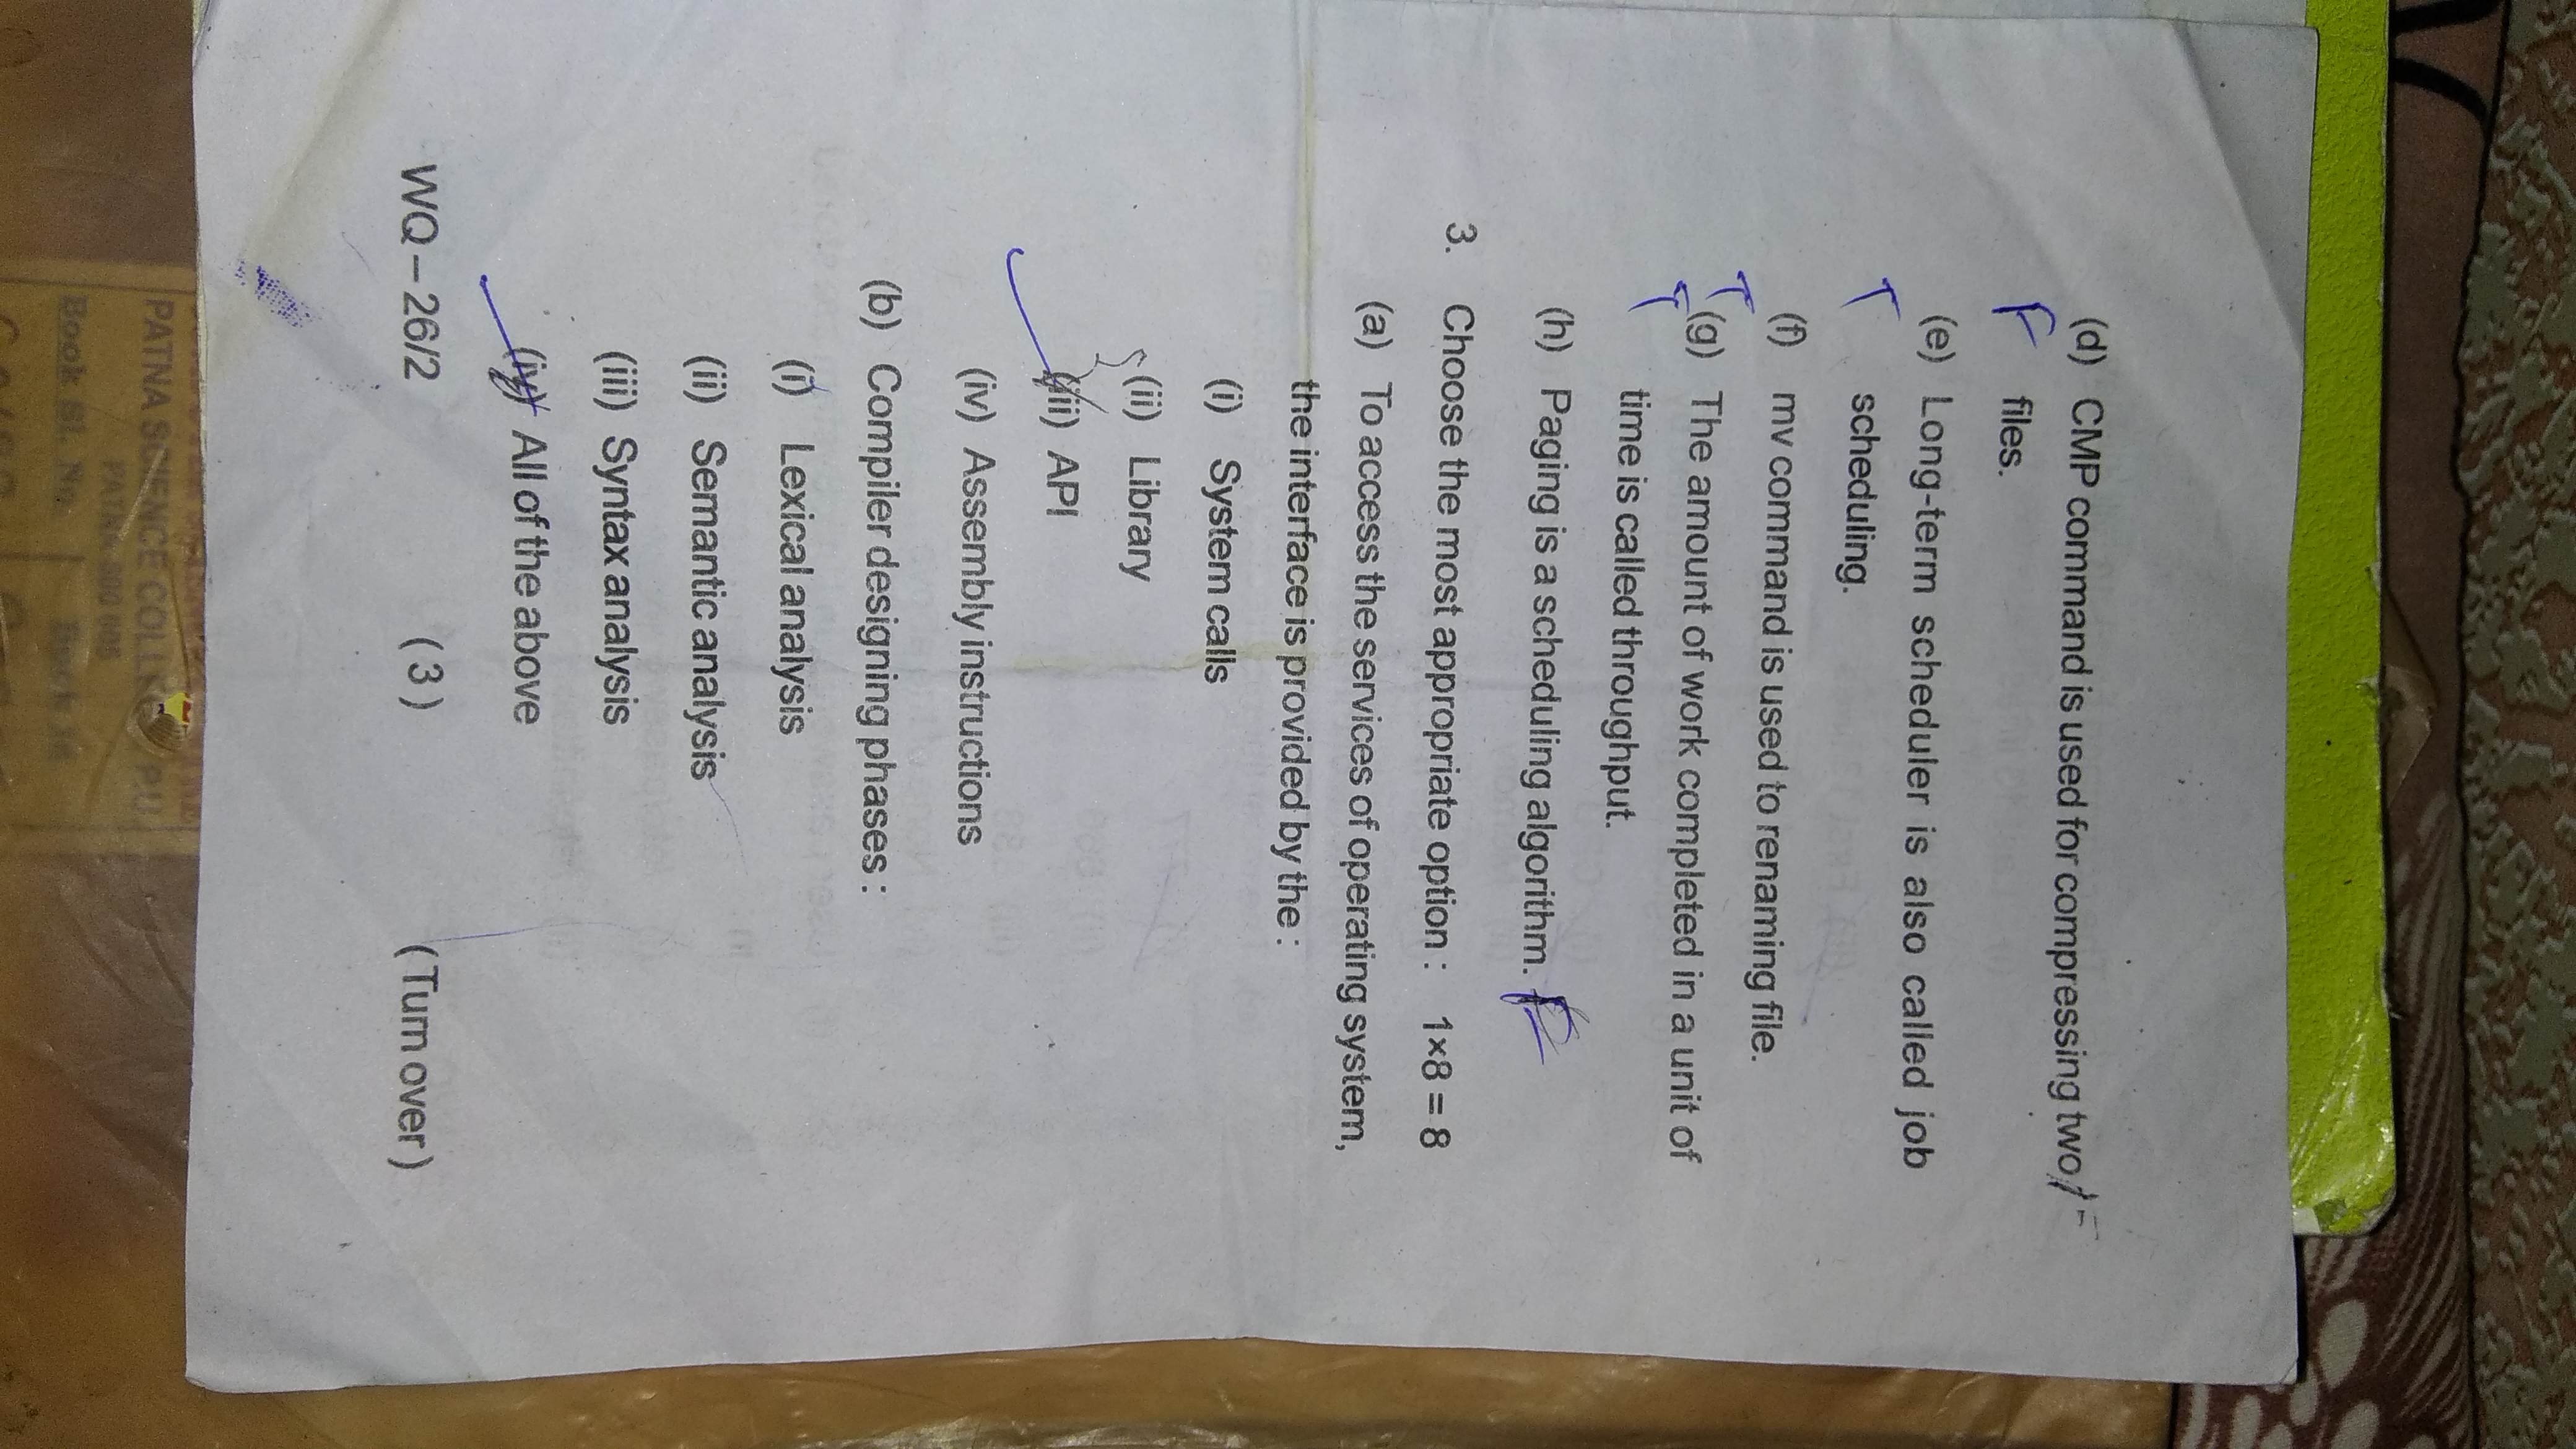 (d) CMP command is used for compressing two F
F files.
(e) Long-term scheduler is also called job
T scheduling.
(f) mv command is used to renaming file.
T
(g) The amount of work completed in a unit of
T time is called throughput.
(h) Paging is a scheduling algorithm. F
3. Choose the most appropriate option : 1×8 = 8
(a) To access the services of operating system,
the interface is provided by the :
(i) System calls
(ii) Library
(iii) API
(iv) Assembly instructions
(b) Compiler designing phases :
(i) Lexical analysis
(ii) Semantic analysis
(iii) Syntax analysis
(iv) All of the above
WQ – 26/2 ( 3 ) ( Turn over )
PATNA SCIENCE COLLEGE, P.U.
PATNA 800 005
Book Sl. No.